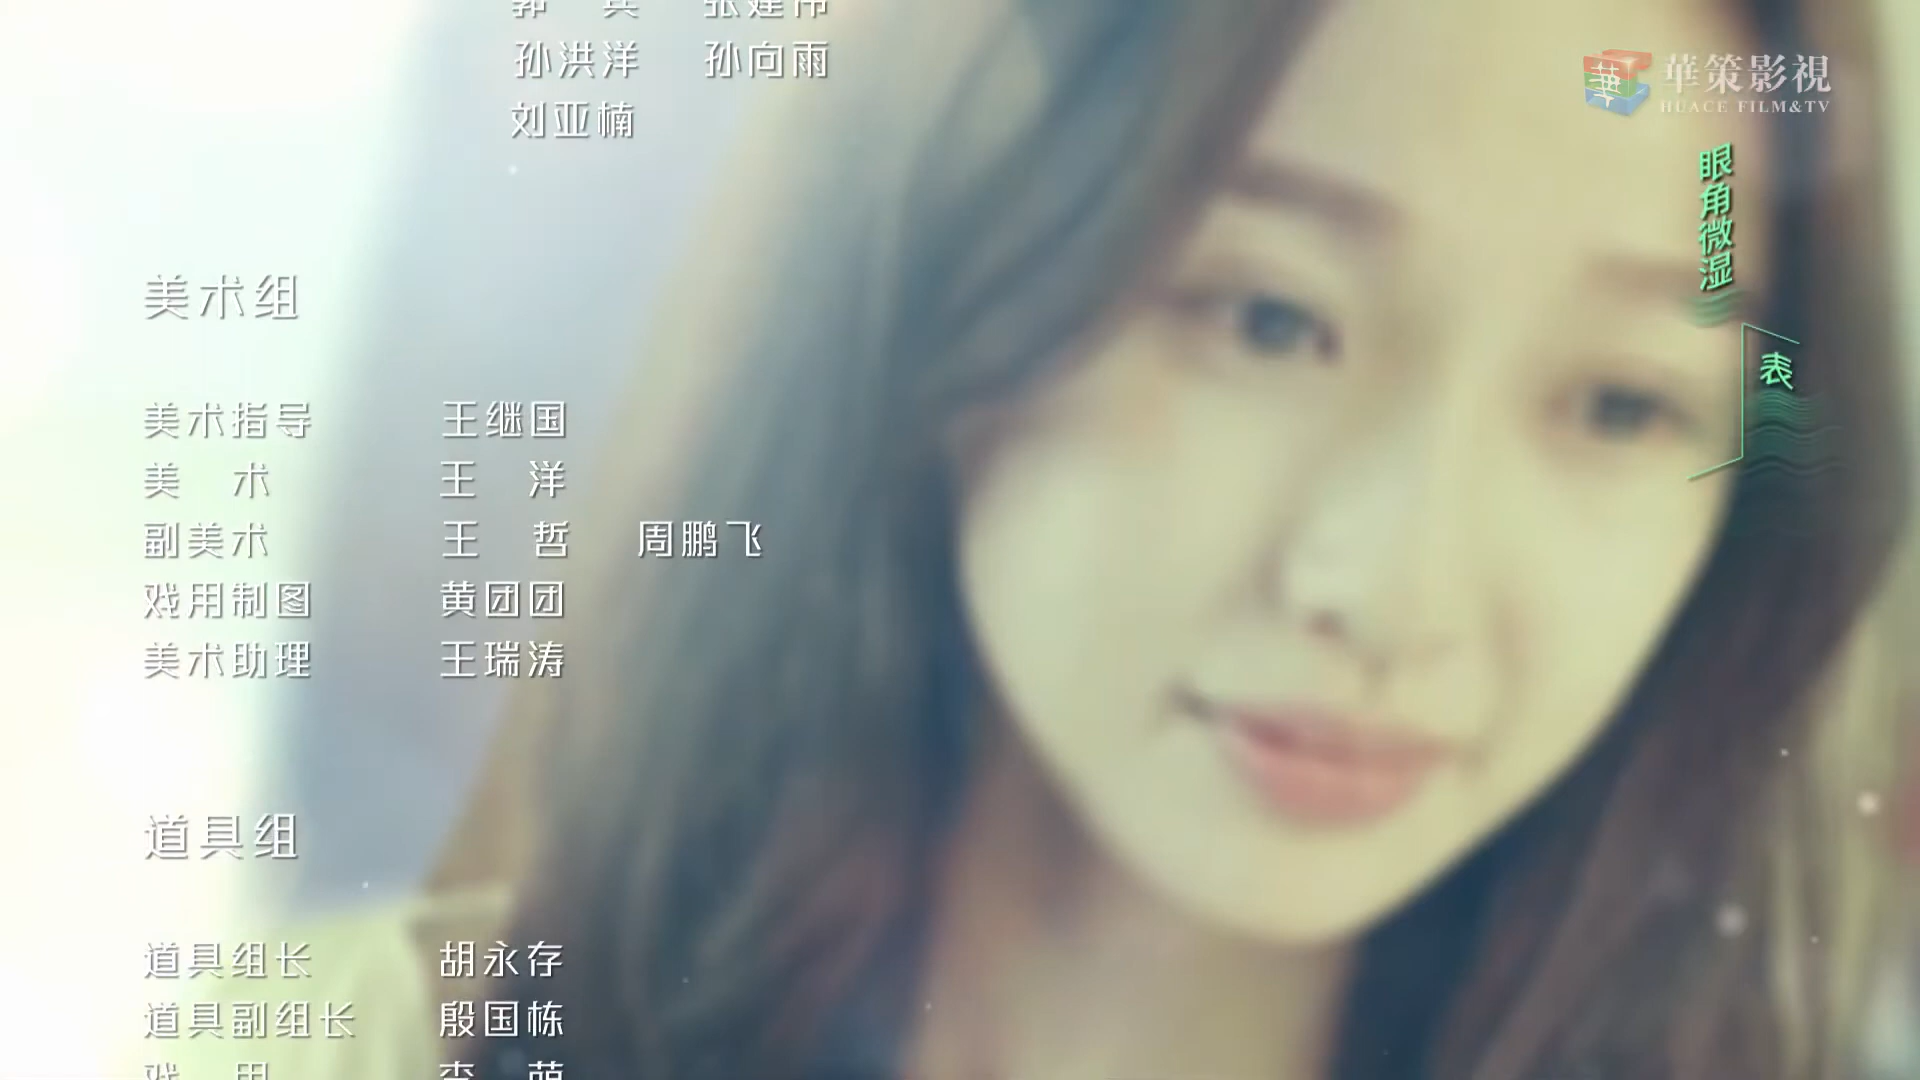 孙洪洋 孙向雨
刘亚楠
美术组
美术指导 王继国
美 术 王 洋
副美术 王 哲 周鹏飞
戏用制图 黄团团
美术助理 王瑞涛
道具组
道具组长 胡永存
道具副组长 殷国栋
華策影視
HUACE FILM&TV
眼角微湿
表